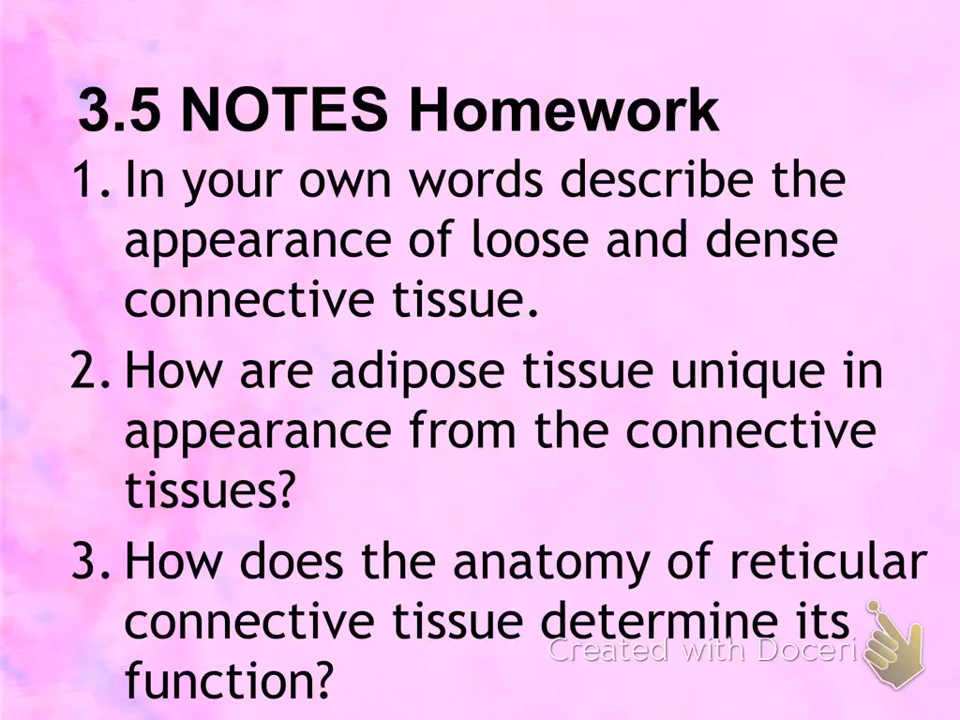 3.5 NOTES Homework
1. In your own words describe the
appearance of loose and dense
connective tissue.
2. How are adipose tissue unique in
appearance from the connective
tissues?
3. How does the anatomy of reticular
connective tissue determine its
Created with Doceri
function?